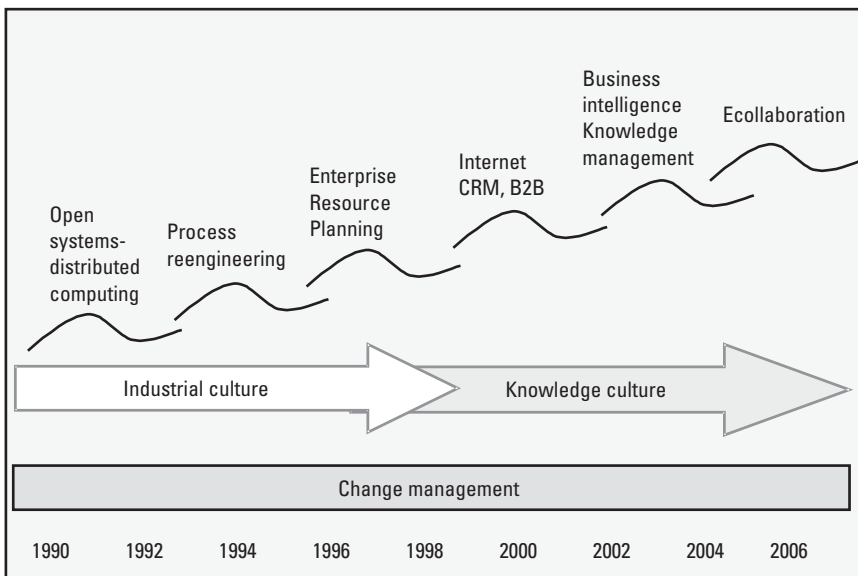 Open
systems-
distributed
computing
Process
reengineering
Enterprise
Resource
Planning
Internet
CRM, B2B
Business
intelligence
Knowledge
management
Ecollaboration
Industrial culture
Knowledge culture
Change management
1990 1992 1994 1996 1998 2000 2002 2004 2006